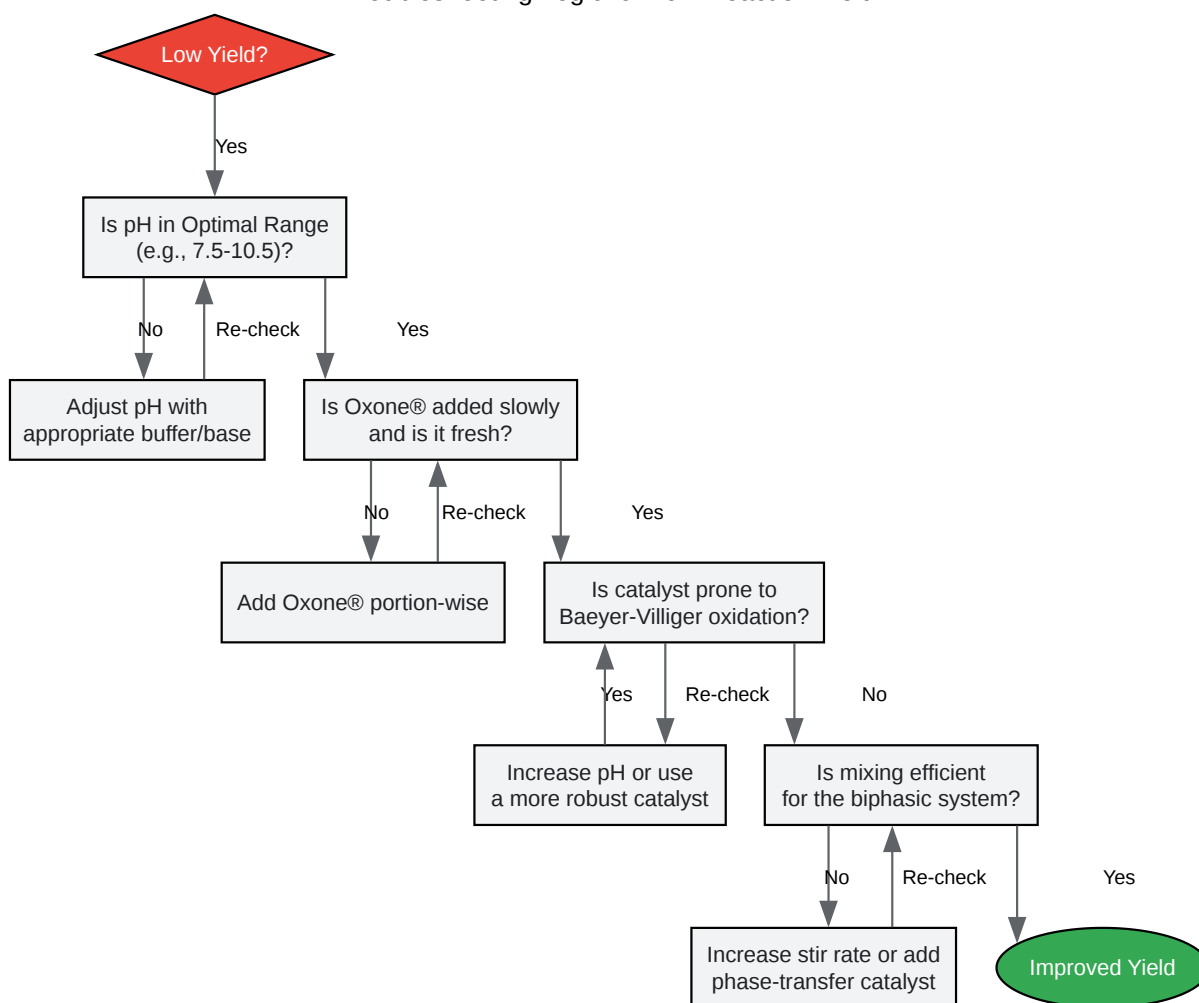 Low Yield?
Yes
Is pH in Optimal Range
(e.g., 7.5-10.5)?
No
Re-check
Yes
Adjust pH with
appropriate buffer/base
Is Oxone® added slowly
and is it fresh?
No
Re-check
Yes
Add Oxone® portion-wise
Is catalyst prone to
Baeyer-Villiger oxidation?
Yes
Re-check
No
Increase pH or use
a more robust catalyst
Is mixing efficient
for the biphasic system?
No
Re-check
Yes
Increase stir rate or add
phase-transfer catalyst
Improved Yield